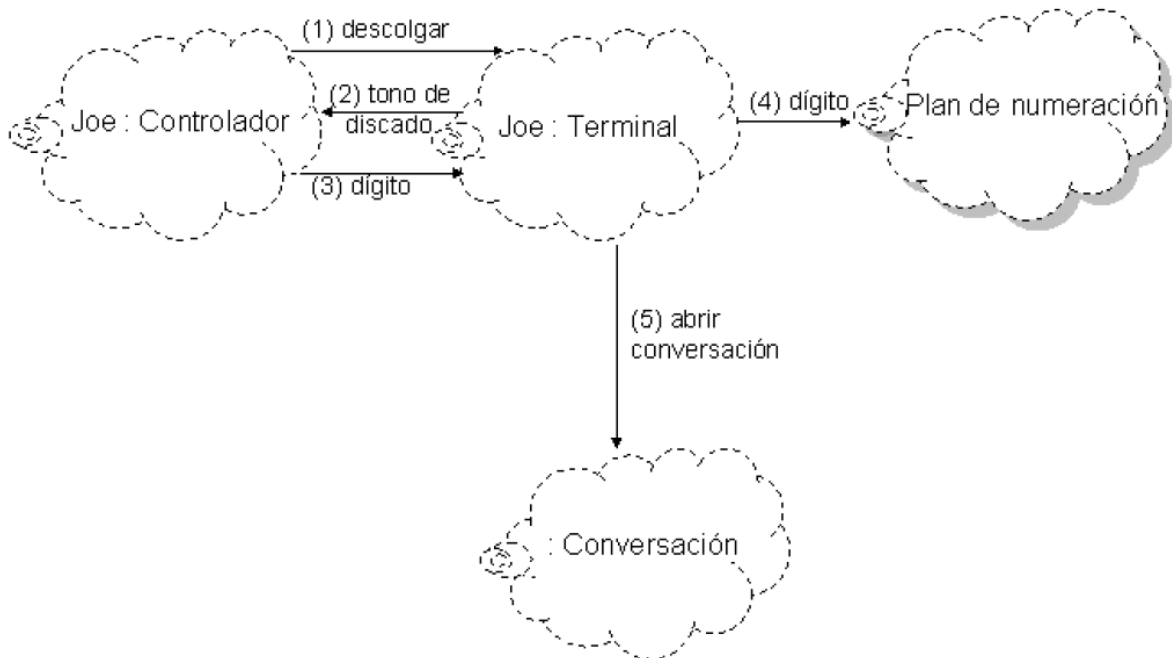 (1) descolgar
Joe : Controlador
(2) tono de
discado
(3) dígito
Joe : Terminal
(4) dígito
Plan de numeración
(5) abrir
conversación
: Conversación